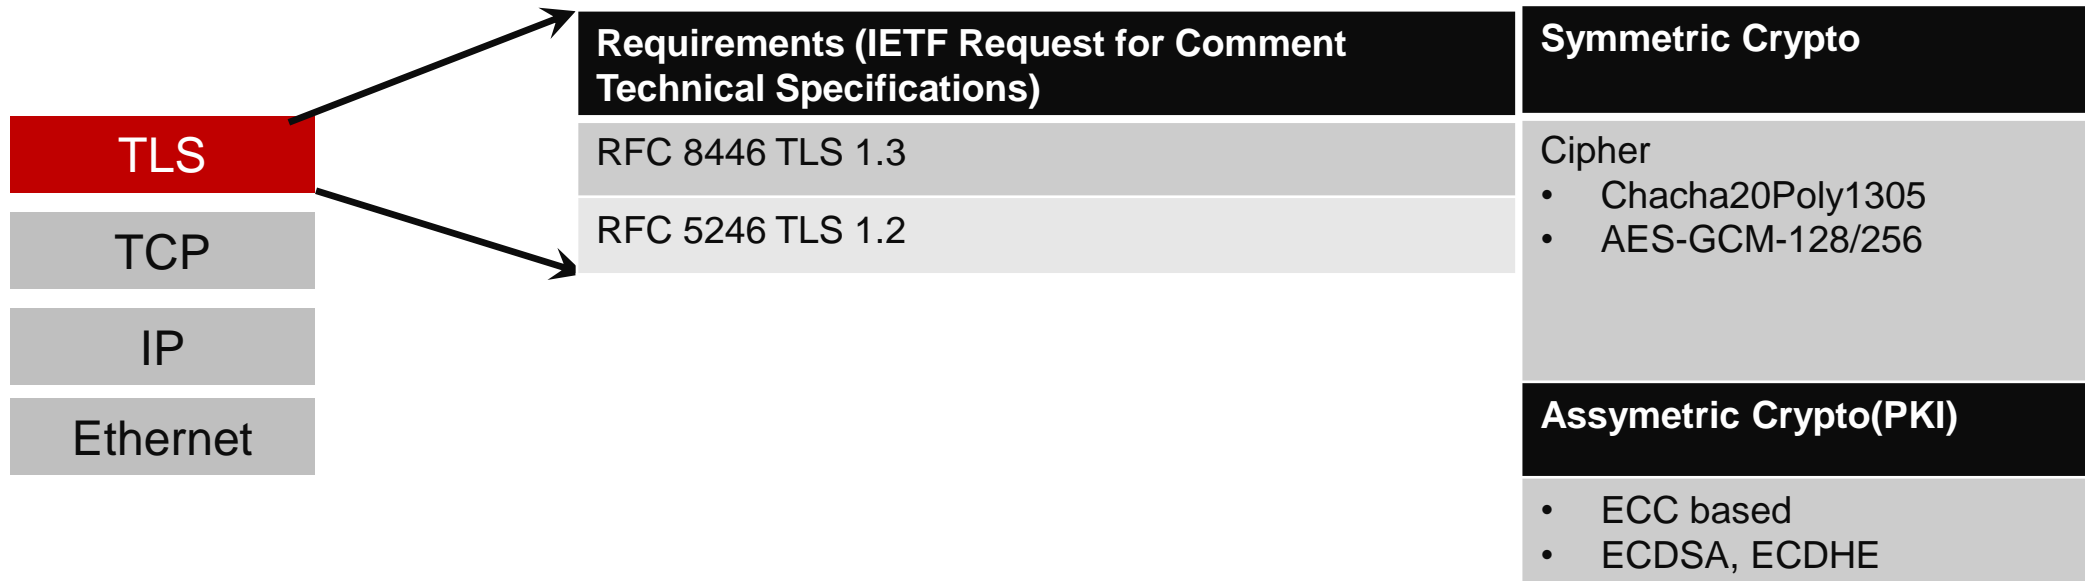 TLS
TCP
IP
Ethernet
Requirements (IETF Request for Comment
Technical Specifications)
RFC 8446 TLS 1.3
RFC 5246 TLS 1.2
Symmetric Crypto
Cipher
• Chacha20Poly1305
• AES-GCM-128/256
Assymetric Crypto(PKI)
• ECC based
• ECDSA, ECDHE